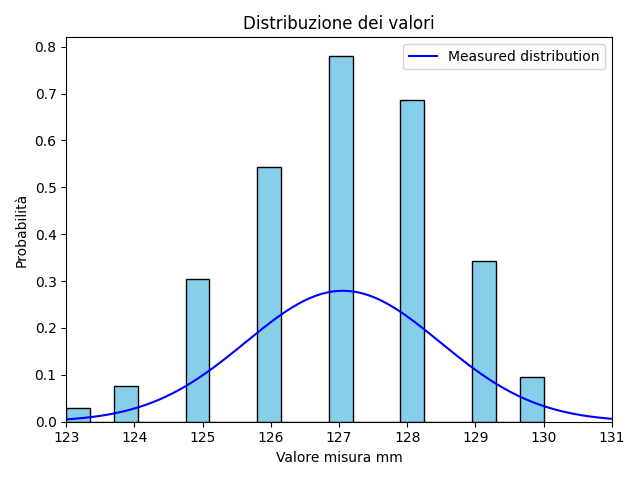 Distribuzione dei valori
Measured distribution
0.8
0.7
0.6
0.5
0.4
0.3
0.2
0.1
0.0
Probabilità
123 124 125 126 127 128 129 130 131
Valore misura mm